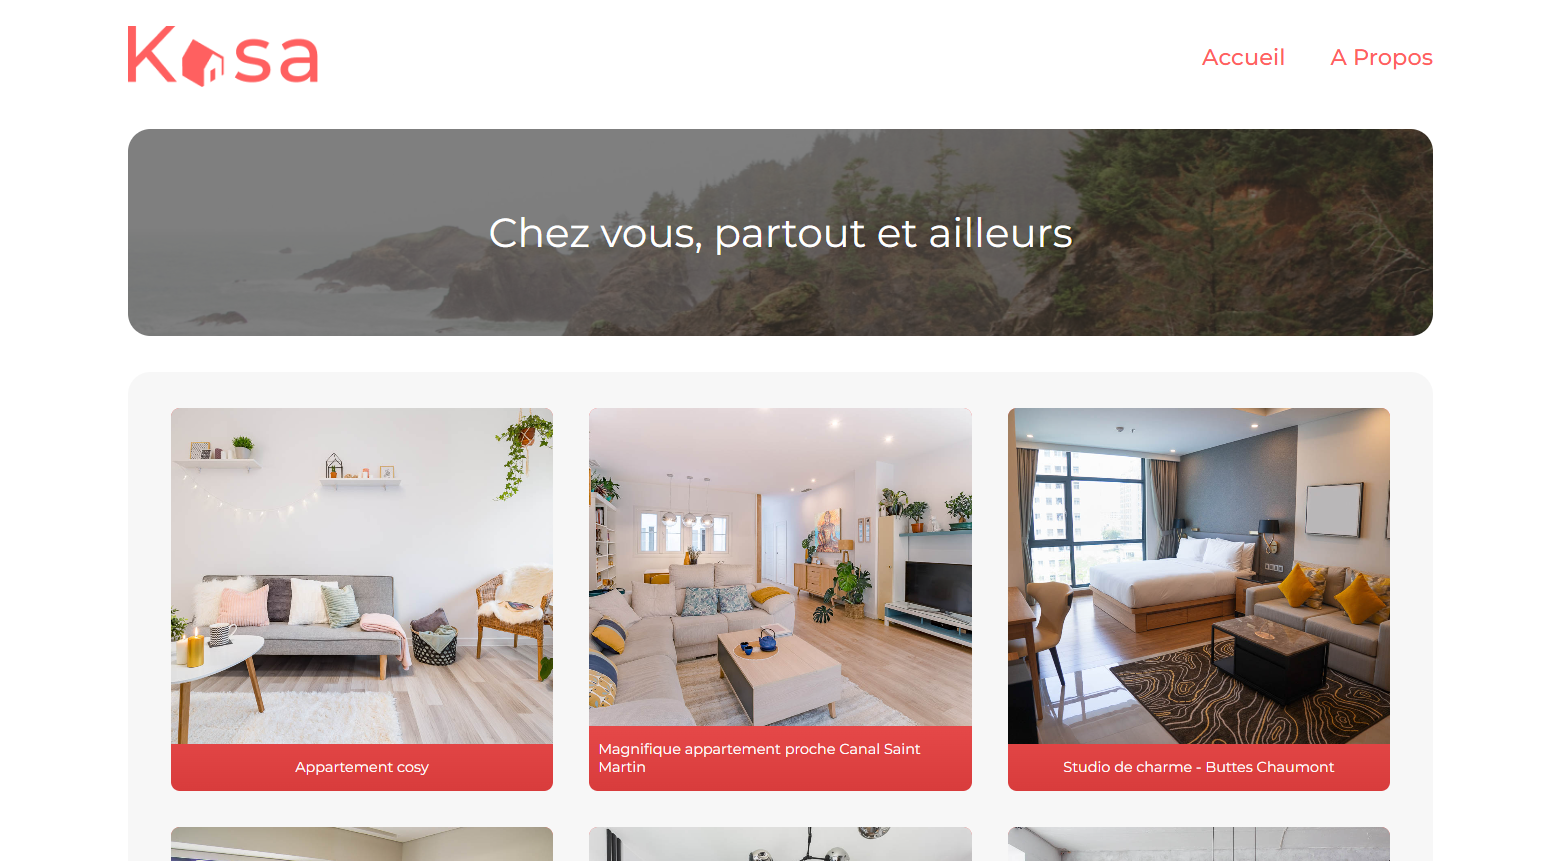 Kasa
Accueil
A Propos
Chez vous, partout et ailleurs
Appartement cosy
Magnifique appartement proche Canal Saint
Martin
Studio de charme - Buttes Chaumont